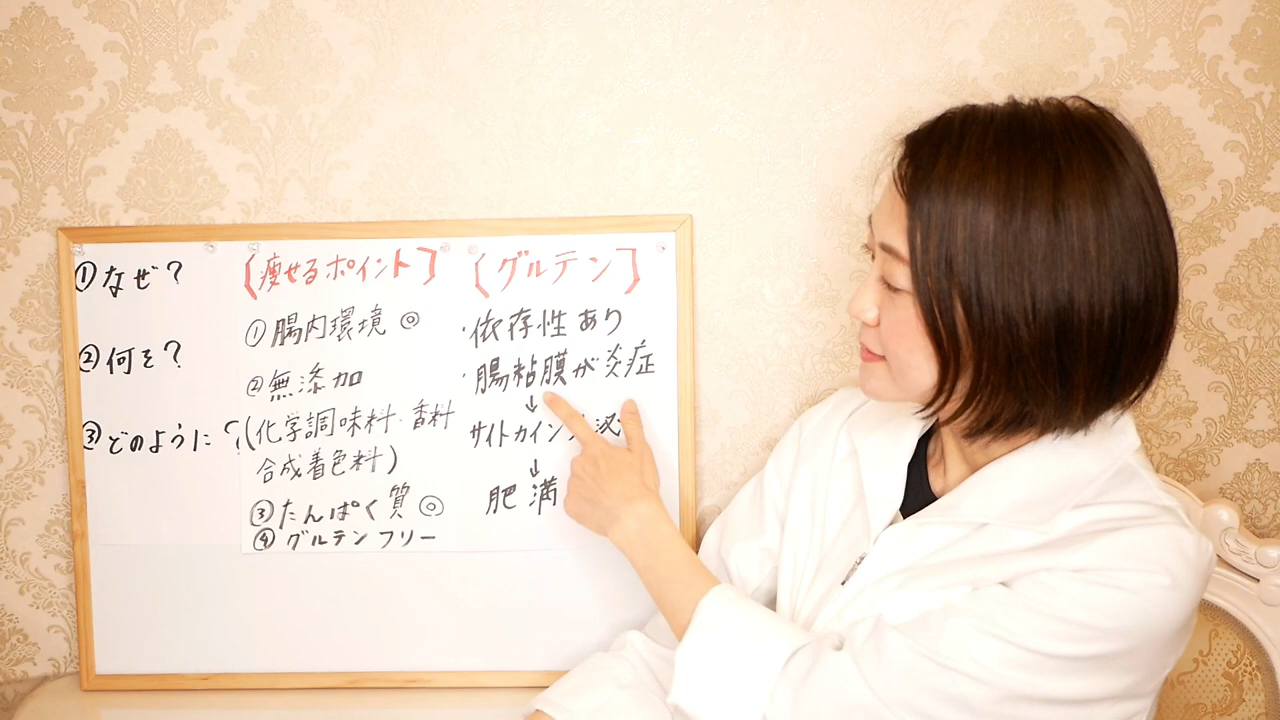 ①なぜ?
②何を?
③どのように?
[痩せるポイント]
①腸内環境 ◎
②無添加
(化学調味料・香料
合成着色料)
③たんぱく質 ◎
④グルテンフリー
[グルテン]
・依存性あり
・腸粘膜が炎症
↓
サイトカイン
↓
肥満